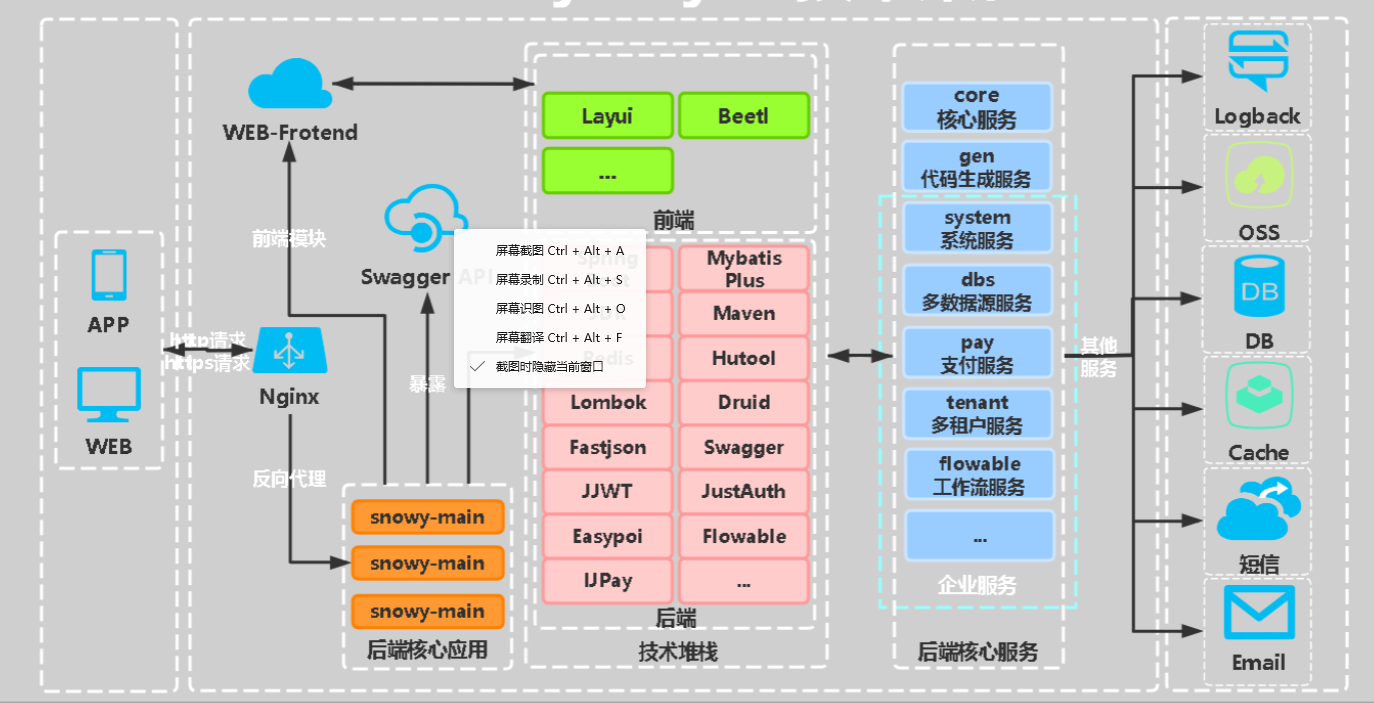 WEB-Frotend
前端模块
Swagger API
APP
WEB
http请求
https请求
Nginx
反向代理
暴露
snowy-main
snowy-main
snowy-main
后端核心应用
Layui
Beetl
...
前端
屏幕截图 Ctrl + Alt + A
屏幕录制 Ctrl + Alt + S
屏幕识图 Ctrl + Alt + O
屏幕翻译 Ctrl + Alt + F
截图时隐藏当前窗口
Mybatis
Plus
Maven
Redis
Hutool
Lombok
Druid
Fastjson
Swagger
JJWT
JustAuth
Easypoi
Flowable
IJPay
...
后端
技术堆栈
core
核心服务
gen
代码生成服务
system
系统服务
dbs
多数据源服务
pay
支付服务
tenant
多租户服务
flowable
工作流服务
...
企业服务
后端核心服务
其他
服务
Logback
OSS
DB
DB
Cache
短信
Email